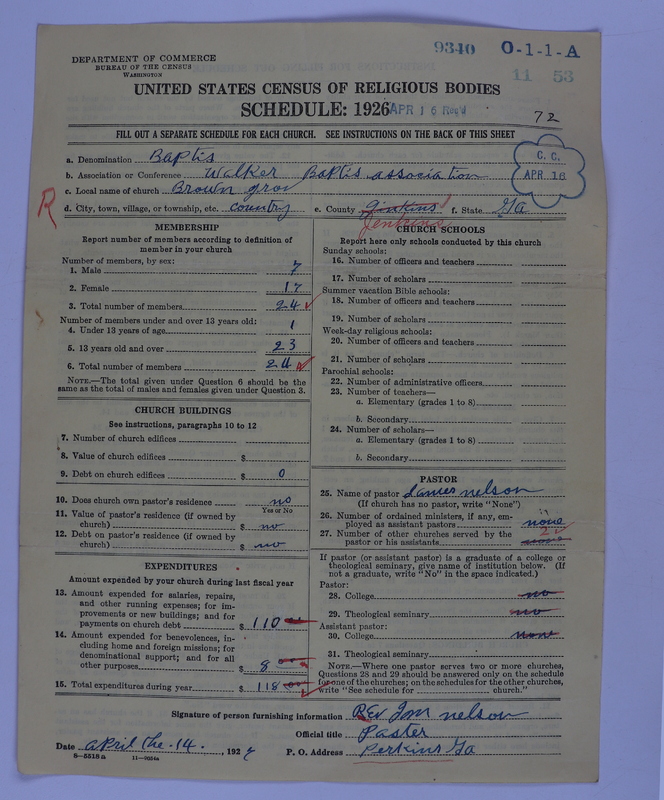 9340 O-1-1-A
11 53
DEPARTMENT OF COMMERCE
BUREAU OF THE CENSUS
WASHINGTON
UNITED STATES CENSUS OF RELIGIOUS BODIES
SCHEDULE: 1926 APR 16 Rec'd
72
FILL OUT A SEPARATE SCHEDULE FOR EACH CHURCH. SEE INSTRUCTIONS ON THE BACK OF THIS SHEET
C. C.
APR. 16
a. Denomination Baptis
b. Association or Conference Walker Baptis association
c. Local name of church Brown grov
R
d. City, town, village, or township, etc. country e. County Jinkins f. State Ga
Jenkins
MEMBERSHIP
Report number of members according to definition of
member in your church
Number of members, by sex:
1. Male 7
2. Female 17
3. Total number of members 24
Number of members under and over 13 years old:
4. Under 13 years of age 1
5. 13 years old and over 23
6. Total number of members 24
NOTE.—The total given under Question 6 should be the
same as the total of males and females given under Question 3.
CHURCH BUILDINGS
See instructions, paragraphs 10 to 12
7. Number of church edifices
8. Value of church edifices $
9. Debt on church edifices $ 0
10. Does church own pastor's residence no
Yes or No
11. Value of pastor's residence (if owned by
church) $ no
12. Debt on pastor's residence (if owned by
church) $ no
EXPENDITURES
Amount expended by your church during last fiscal year
13. Amount expended for salaries, repairs,
and other running expenses; for im-
provements or new buildings; and for
payments on church debt $ 110
14. Amount expended for benevolences, in-
cluding home and foreign missions; for
denominational support; and for all
other purposes $ 8
15. Total expenditures during year $ 118
CHURCH SCHOOLS
Report here only schools conducted by this church
Sunday schools:
16. Number of officers and teachers
17. Number of scholars
Summer vacation Bible schools:
18. Number of officers and teachers
19. Number of scholars
Week-day religious schools:
20. Number of officers and teachers
21. Number of scholars
Parochial schools:
22. Number of administrative officers
23. Number of teachers—
a. Elementary (grades 1 to 8)
b. Secondary
24. Number of scholars—
a. Elementary (grades 1 to 8)
b. Secondary
PASTOR
25. Name of pastor nelson
(If church has no pastor, write "None")
26. Number of ordained ministers, if any, em-
ployed as assistant pastors none
27. Number of other churches served by the
pastor or his assistants none
2
If pastor (or assistant pastor) is a graduate of a college or
theological seminary, give name of institution below. (If
not a graduate, write "No" in the space indicated.)
Pastor:
28. College no
29. Theological seminary no
Assistant pastor:
30. College none
31. Theological seminary
NOTE.—Where one pastor serves two or more churches,
Questions 28 and 29 should be answered only on the schedule
for one of the churches; on the schedules for the other churches,
write "See schedule for church."
Signature of person furnishing information REV nelson
Official title Paster
Date april the 14., 192 P. O. Address Perkins Ga
8—5518a 11—9654a